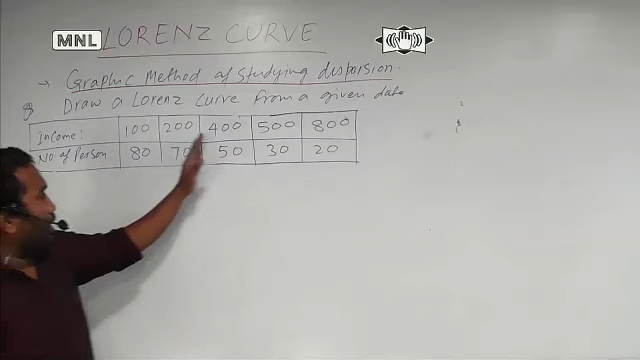 MNL
LORENZ CURVE
→ Graphic Method of studying dispersion.
Q Draw a Lorenz Curve from a given data
Income: 100 200 400 500 800
No of Person 80 70 50 30 20